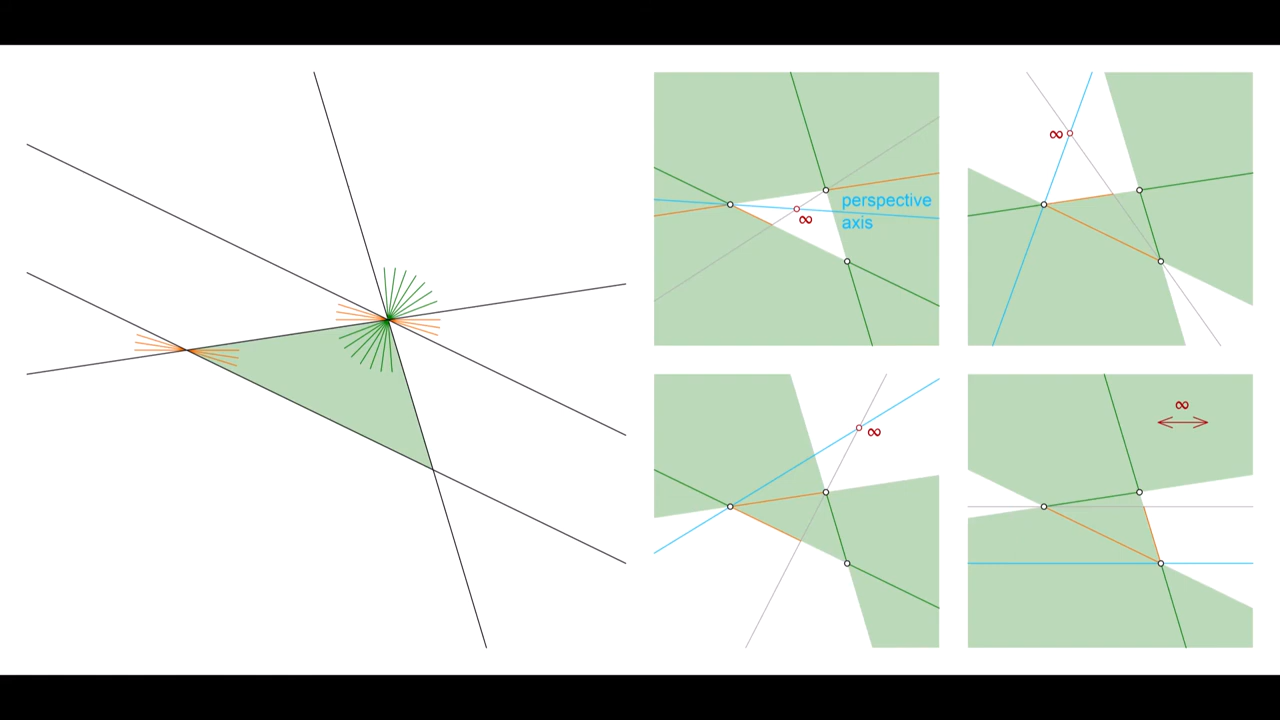 ∞
perspective
axis
∞
∞
∞